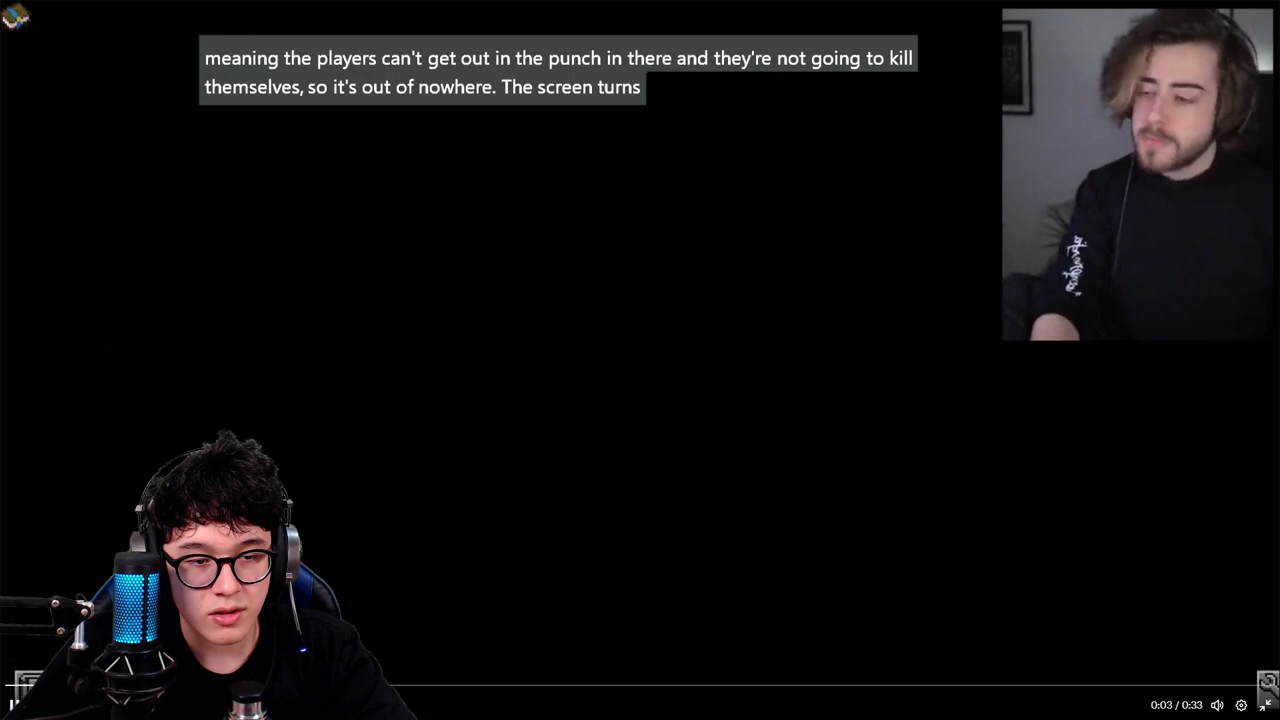 meaning the players can't get out in the punch in there and they're not going to kill
themselves, so it's out of nowhere. The screen turns
0:03 / 0:33